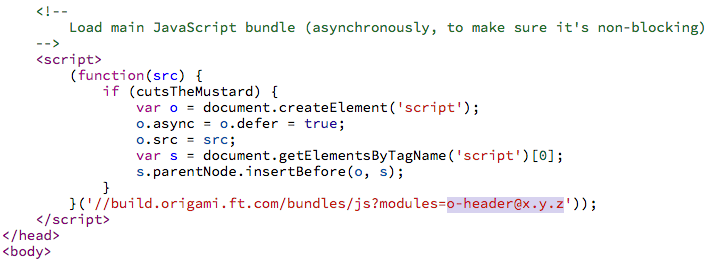 <!--
Load main JavaScript bundle (asynchronously, to make sure it's non-blocking)
-->
<script>
(function(src) {
if (cutsTheMustard) {
var o = document.createElement('script');
o.async = o.defer = true;
o.src = src;
var s = document.getElementsByTagName('script')[0];
s.parentNode.insertBefore(o, s);
}
}('//build.origami.ft.com/bundles/js?modules=o-header@x.y.z'));
</script>
</head>
<body>